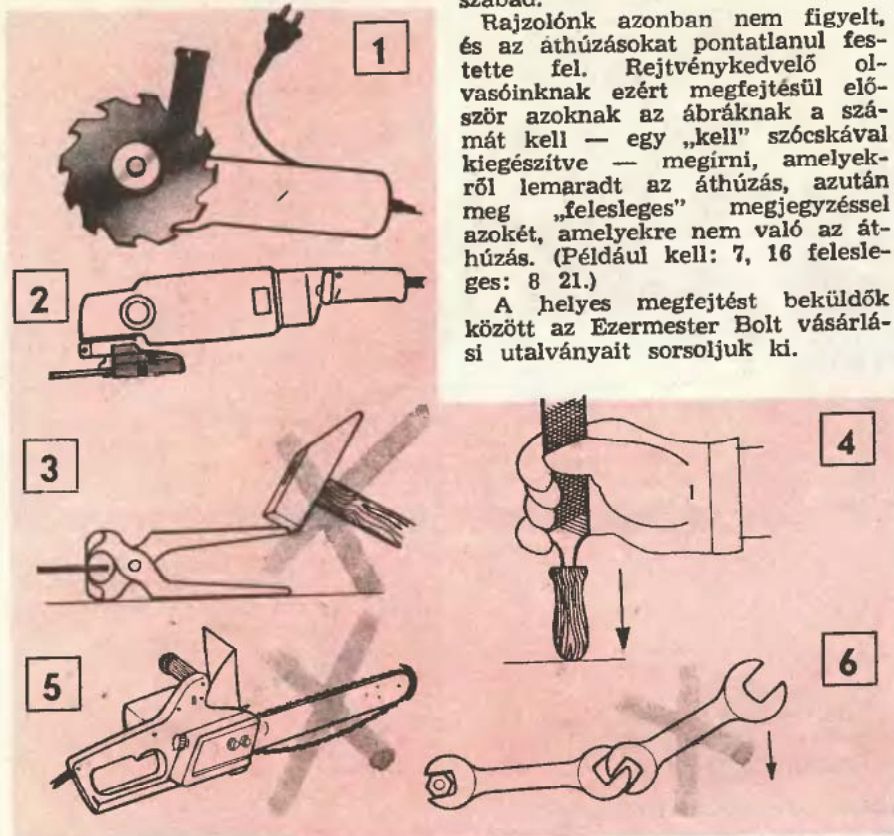 szabad.
Rajzolónk azonban nem figyelt,
és az áthúzásokat pontatlanul fes-
tette fel. Rejtvénykedvelő ol-
vasóinknak ezért megfejtésül elő-
ször azoknak az ábráknak a szá-
mát kell — egy „kell” szócskával
kiegészítve — megírni, amelyek-
ről lemaradt az áthúzás, azután
meg „felesleges” megjegyzéssel
azokét, amelyekre nem való az át-
húzás. (Például kell: 7, 16 felesle-
ges: 8 21.)
A helyes megfejtést beküldők
között az Ezermester Bolt vásárlá-
si utalványait sorsoljuk ki.
1
2
3
4
5
6